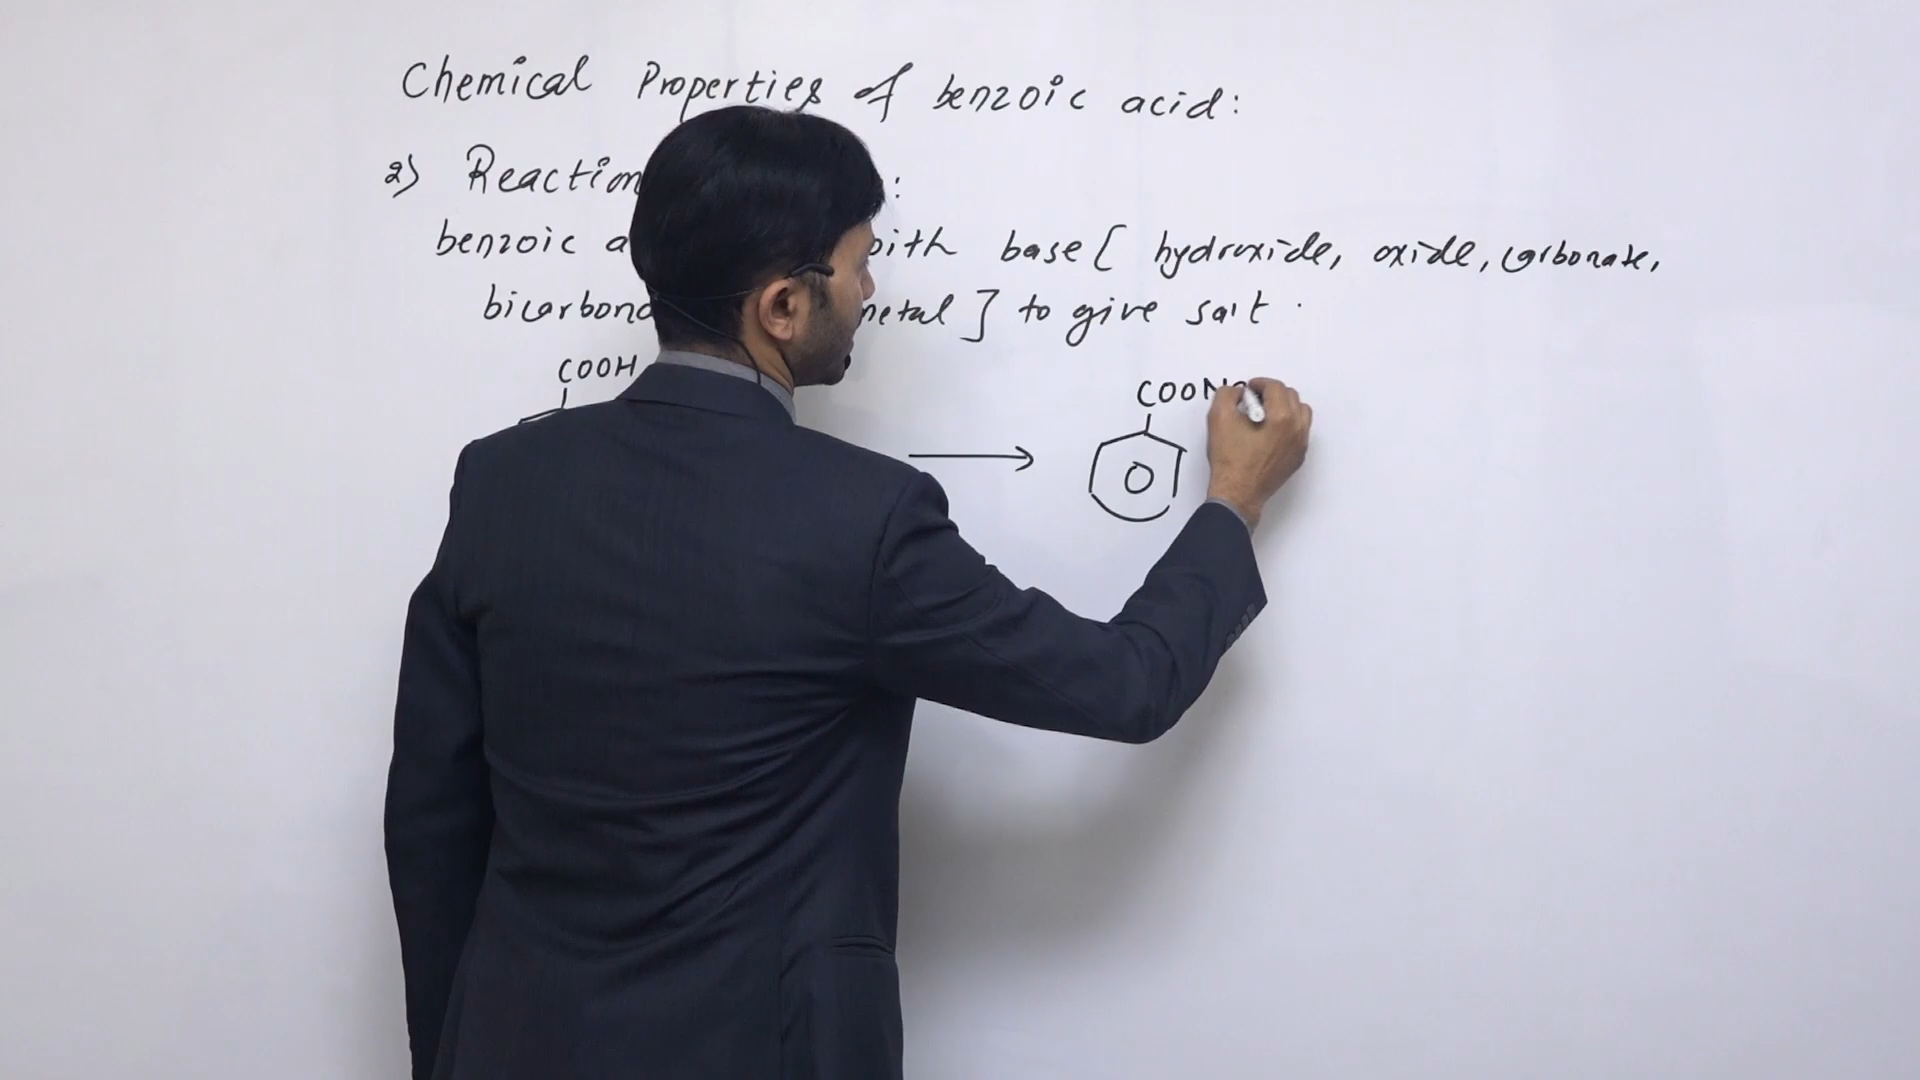 Chemical Properties of benzoic acid:
2) Reaction :
benzoic with base [ hydroxide, oxide, carbonate,
metal ] to give salt .
COOH
COON